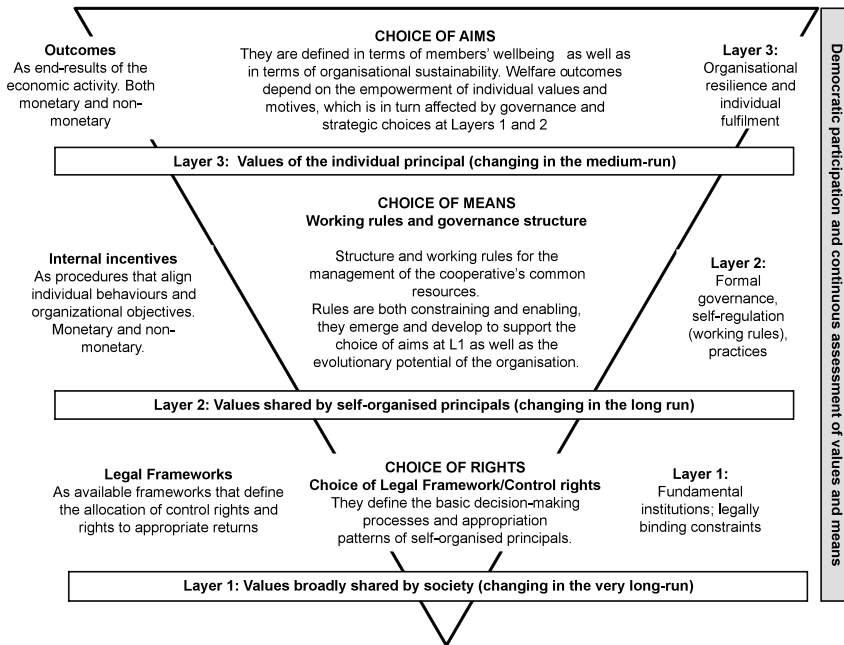 Outcomes
As end-results of the
economic activity. Both
monetary and non-
monetary
CHOICE OF AIMS
They are defined in terms of members' wellbeing as well as
in terms of organisational sustainability. Welfare outcomes
depend on the empowerment of individual values and
motives, which is in turn affected by governance and
strategic choices at Layers 1 and 2
Layer 3:
Organisational
resilience and
individual
fulfilment
Layer 3: Values of the individual principal (changing in the medium-run)
Internal incentives
As procedures that align
individual behaviours and
organizational objectives.
Monetary and non-
monetary.
CHOICE OF MEANS
Working rules and governance structure
Structure and working rules for the
management of the cooperative's common
resources.
Rules are both constraining and enabling,
they emerge and develop to support the
choice of aims at L1 as well as the
evolutionary potential of the organisation.
Layer 2:
Formal
governance,
self-regulation
(working rules),
practices
Layer 2: Values shared by self-organised principals (changing in the long run)
Legal Frameworks
As available frameworks that define
the allocation of control rights and
rights to appropriate returns
CHOICE OF RIGHTS
Choice of Legal Framework/Control rights
They define the basic decision-making
processes and appropriation
patterns of self-organised principals.
Layer 1:
Fundamental
institutions; legally
binding constraints
Layer 1: Values broadly shared by society (changing in the very long-run)
Democratic participation and continuous assessment of values and means